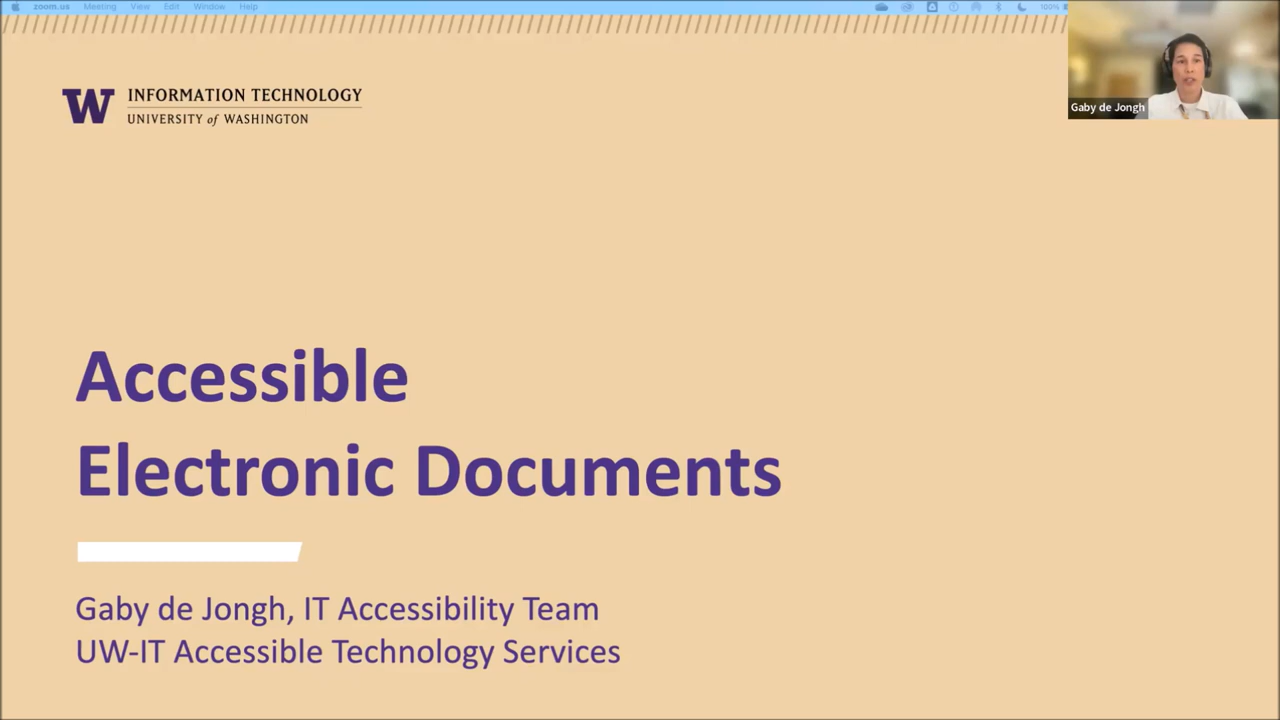 zoom.us Meeting View Edit Window Help 100%
W INFORMATION TECHNOLOGY
UNIVERSITY of WASHINGTON
Gaby de Jongh
Accessible
Electronic Documents
Gaby de Jongh, IT Accessibility Team
UW-IT Accessible Technology Services